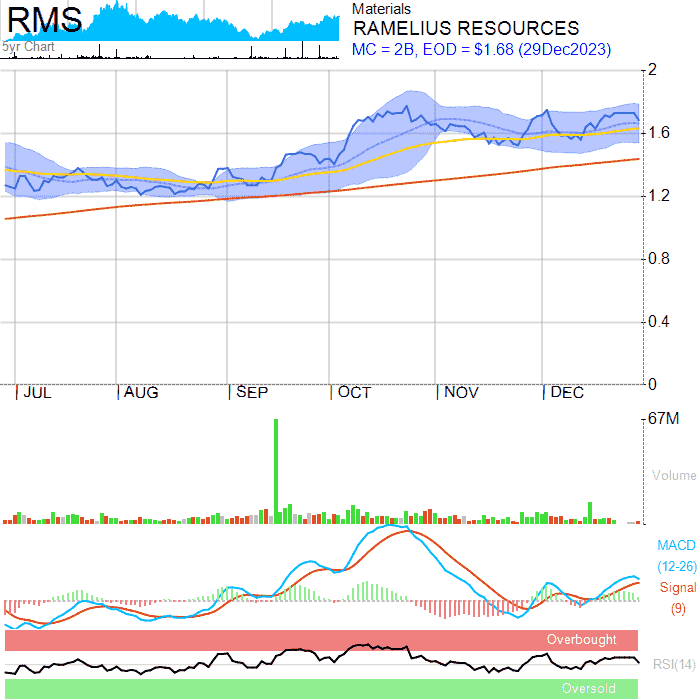 RMS
5yr Chart
Materials
RAMELIUS RESOURCES
MC = 2B, EOD = $1.68 (29Dec2023)
2
1.6
1.2
0.8
0.4
0
JUL AUG SEP OCT NOV DEC
67M
Volume
MACD
(12-26)
Signal
(9)
Overbought
RSI(14)
Oversold